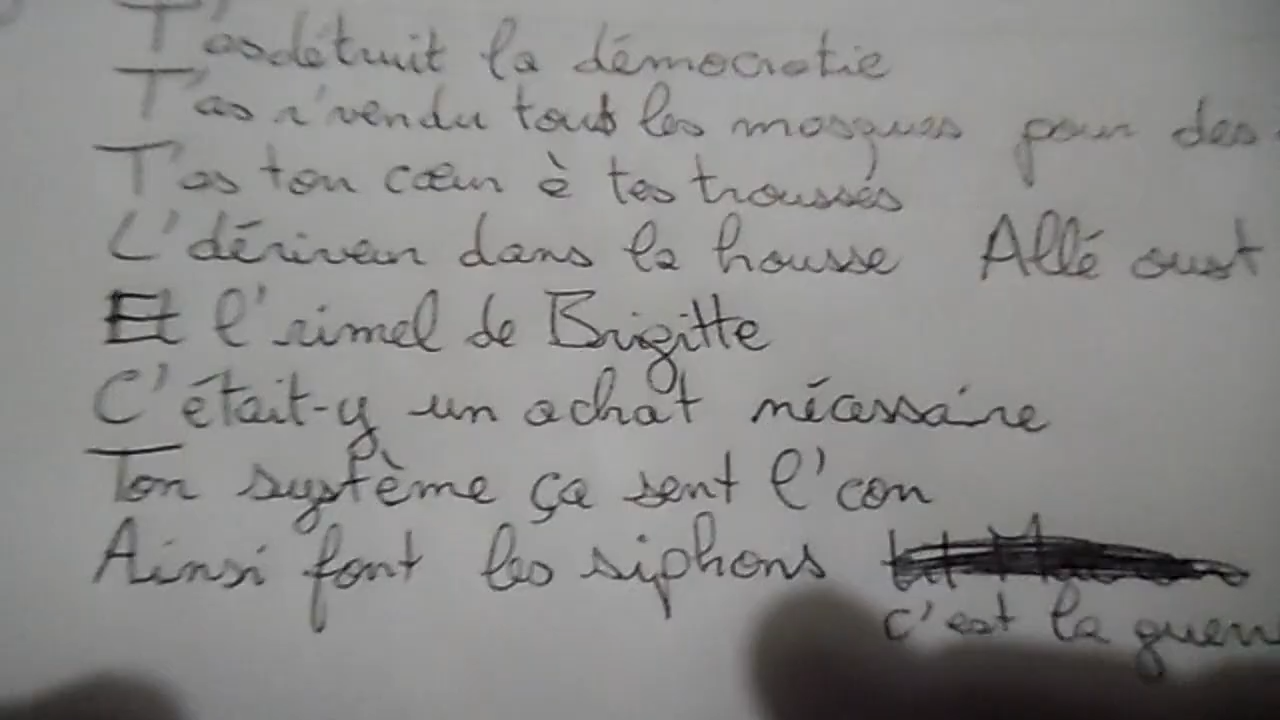 T'as détruit la démocratie
T'as r'vendu tous les masques pour des
T'as ton cœur à tes trousses
L'dériveur dans la housse Allé oust
Et l'rimel de Brigitte
C'était-y un achat nécessaire
Ton système ça sent l'con
Ainsi font les siphons
c'est la guerr